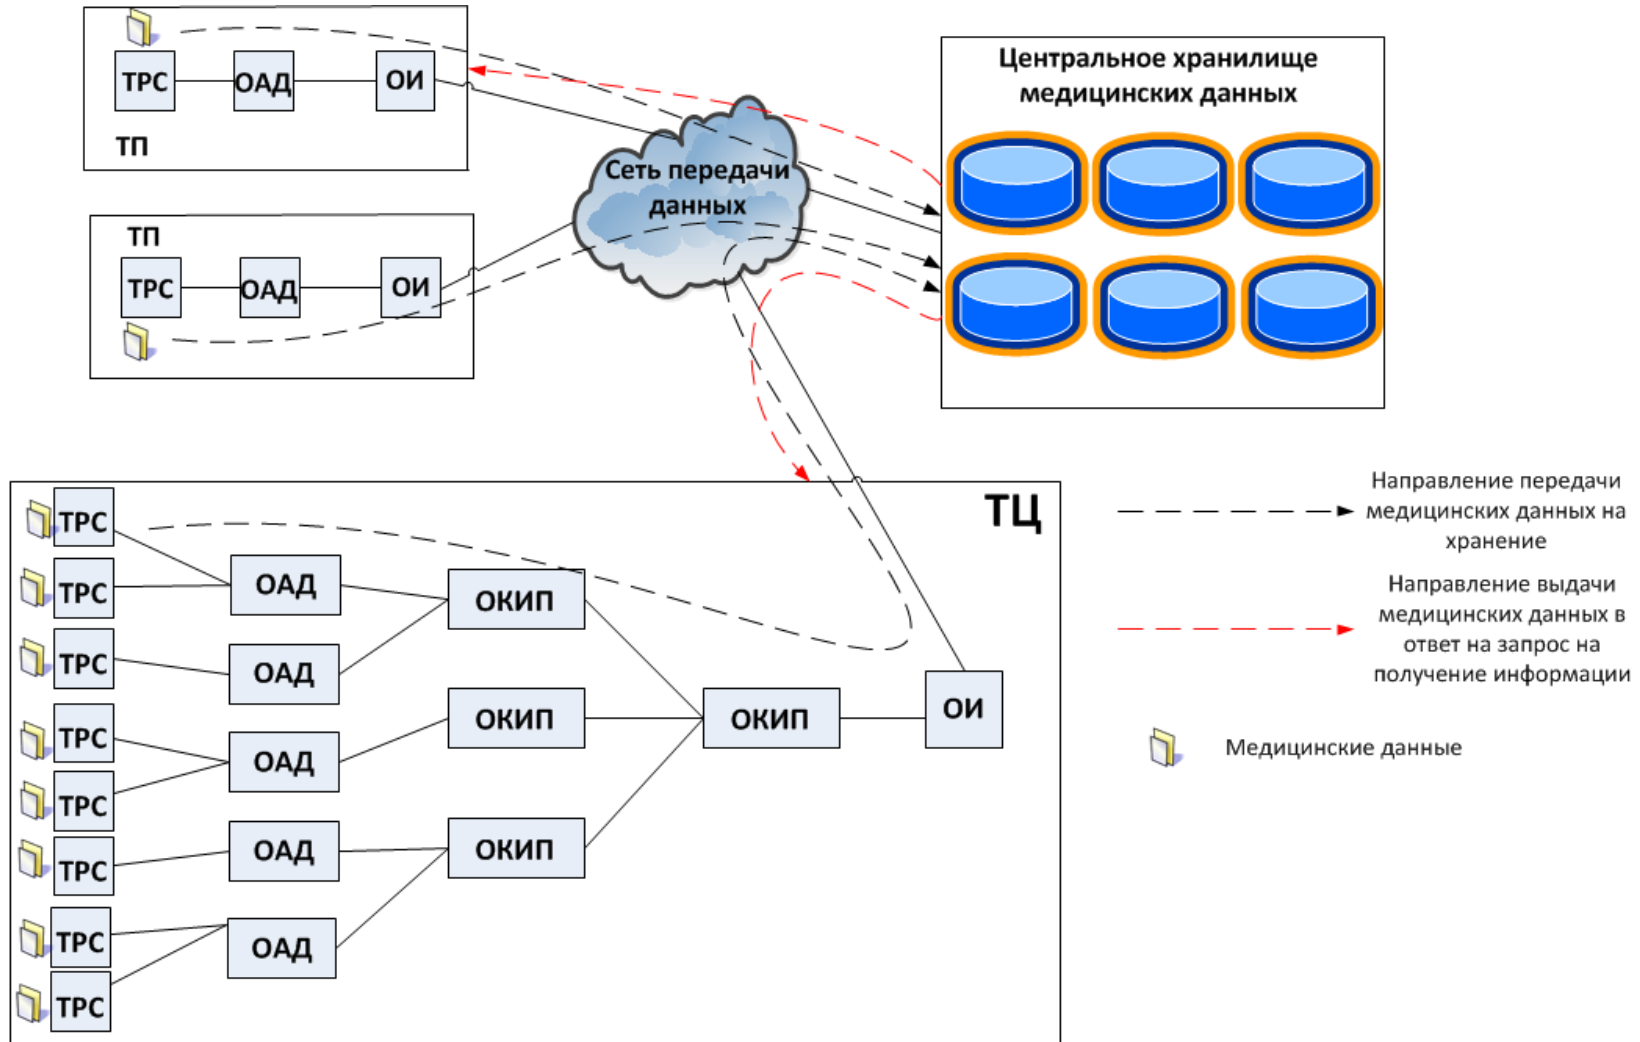 ТРС
ОАД
ОИ
ТП
Центральное хранилище
медицинских данных
Сеть передачи
данных
ТП
ТРС
ОАД
ОИ
ТЦ
ТРС
ТРС
ТРС
ТРС
ТРС
ТРС
ТРС
ТРС
ОАД
ОАД
ОАД
ОАД
ОАД
ОКИП
ОКИП
ОКИП
ОКИП
ОИ
Направление передачи
медицинских данных на
хранение
Направление выдачи
медицинских данных в
ответ на запрос на
получение информации
Медицинские данные